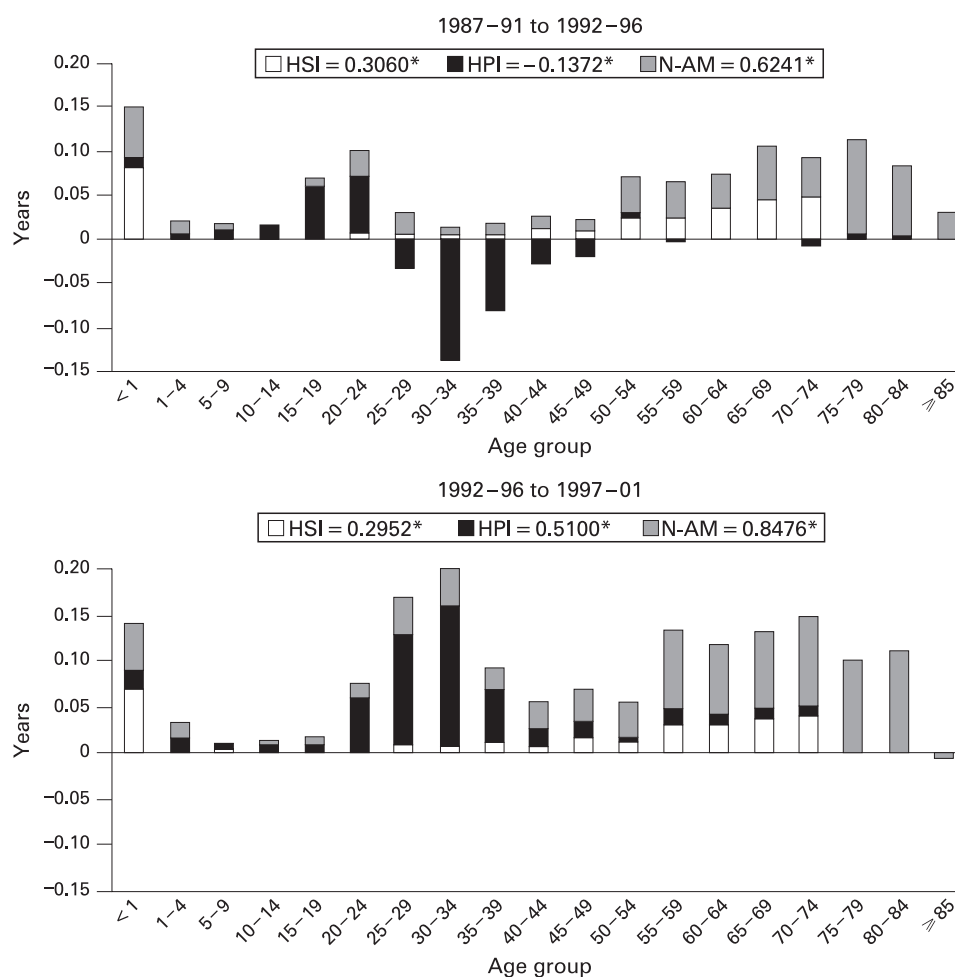 1987–91 to 1992–96
HSI = 0.3060* HPI = –0.1372* N-AM = 0.6241*
0.20
0.15
0.10
0.05
0
–0.05
–0.10
–0.15
Years
< 1 1–4 5–9 10–14 15–19 20–24 25–29 30–34 35–39 40–44 45–49 50–54 55–59 60–64 65–69 70–74 75–79 80–84 ⩾ 85
Age group
1992–96 to 1997–01
HSI = 0.2952* HPI = 0.5100* N-AM = 0.8476*
0.20
0.15
0.10
0.05
0
–0.05
–0.10
–0.15
Years
< 1 1–4 5–9 10–14 15–19 20–24 25–29 30–34 35–39 40–44 45–49 50–54 55–59 60–64 65–69 70–74 75–79 80–84 ⩾ 85
Age group